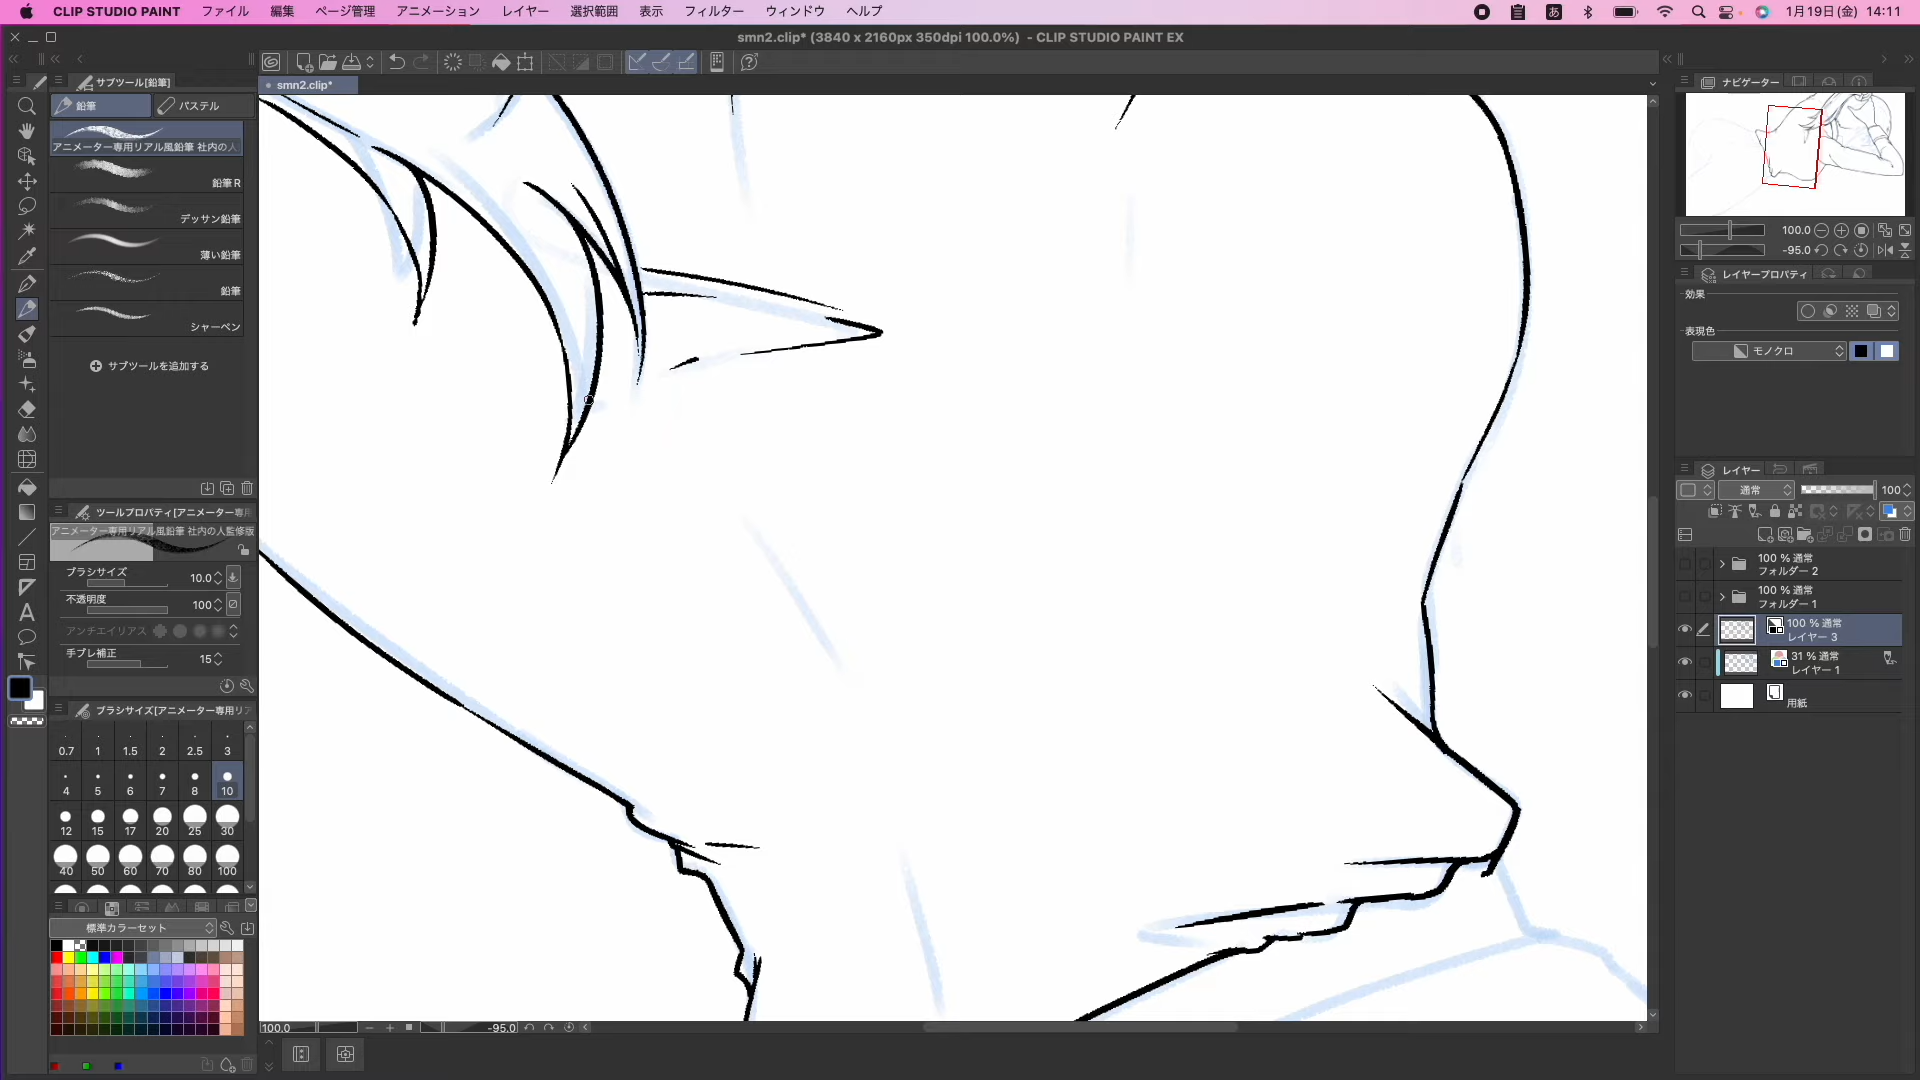 CLIP STUDIO PAINT ファイル 編集 ページ管理 アニメーション レイヤー 選択範囲 表示 フィルター ウィンドウ ヘルプ あ 1月19日(金) 14:11
smn2.clip* (3840 x 2160px 350dpi 100.0%) - CLIP STUDIO PAINT EX
サブツール[鉛筆]
smn2.clip*
鉛筆 パステル
アニメーター専用リアル風鉛筆 社内の人
鉛筆R
デッサン鉛筆
薄い鉛筆
鉛筆
シャーペン
サブツールを追加する
ツールプロパティ[アニメーター専用
アニメーター専用リアル風鉛筆 社内の人監修版
ブラシサイズ 10.0
不透明度 100
アンチエイリアス
手ブレ補正 15
ブラシサイズ[アニメーター専用リア
0.7 1 1.5 2 2.5 3
4 5 6 7 8 10
12 15 17 20 25 30
40 50 60 70 80 100
標準カラーセット
100.0 -95.0
ナビゲーター
100.0
-95.0
レイヤープロパティ
効果
表現色
モノクロ
レイヤー
通常 100
100 % 通常
フォルダー 2
100 % 通常
フォルダー 1
100 % 通常
レイヤー 3
31 % 通常
レイヤー 1
用紙